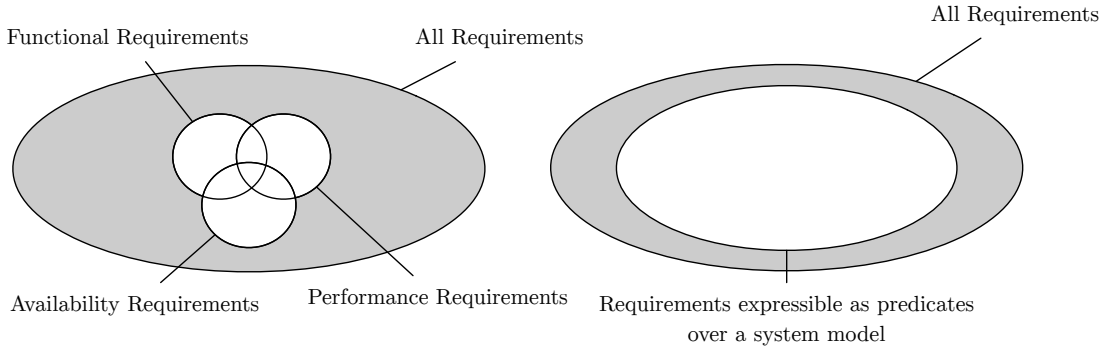 Functional Requirements
All Requirements
Availability Requirements
Performance Requirements
All Requirements
Requirements expressible as predicates
over a system model